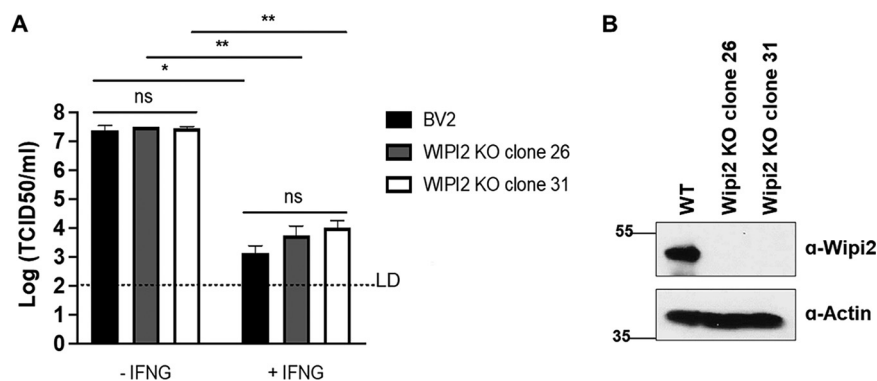 A
**
**
*
ns
ns
8
7
6
5
4
3
2
1
0
Log (TCID50/ml)
LD
- IFNG
+ IFNG
BV2
WIPI2 KO clone 26
WIPI2 KO clone 31
B
WT
Wipi2 KO clone 26
Wipi2 KO clone 31
55
α-Wipi2
α-Actin
35